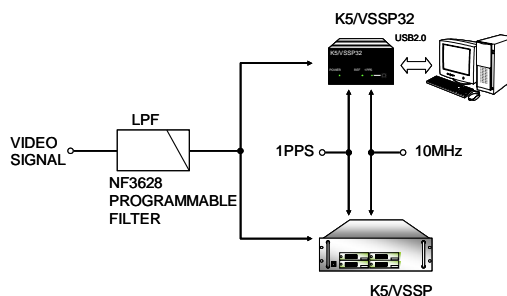 K5/VSSP32
USB2.0
K5/VSSP32
LPF
VIDEO
SIGNAL
1PPS
10MHz
NF3628
PROGRAMMABLE
FILTER
K5/VSSP